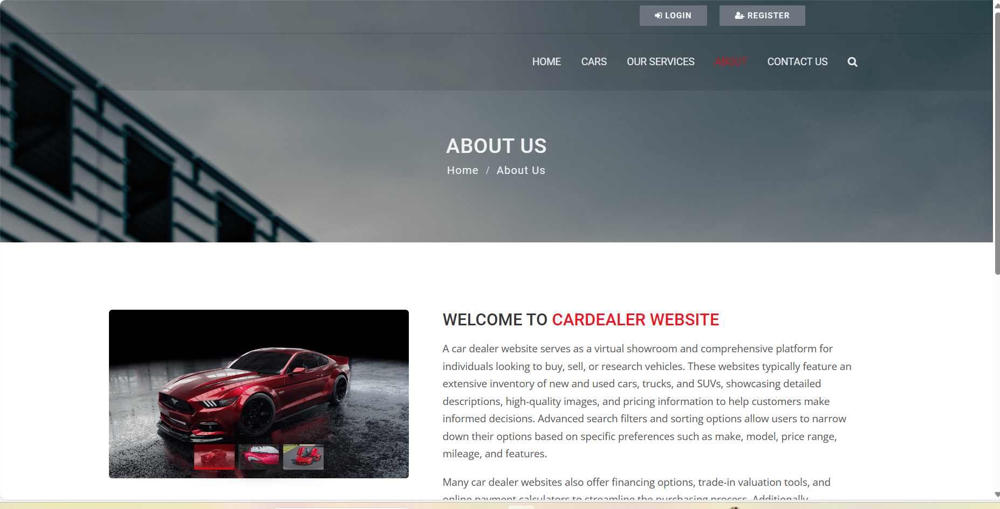 LOGIN
REGISTER
HOME
CARS
OUR SERVICES
ABOUT
CONTACT US
ABOUT US
Home / About Us
WELCOME TO CARDEALER WEBSITE
A car dealer website serves as a virtual showroom and comprehensive platform for
individuals looking to buy, sell, or research vehicles. These websites typically feature an
extensive inventory of new and used cars, trucks, and SUVs, showcasing detailed
descriptions, high-quality images, and pricing information to help customers make
informed decisions. Advanced search filters and sorting options allow users to narrow
down their options based on specific preferences such as make, model, price range,
mileage, and features.
Many car dealer websites also offer financing options, trade-in valuation tools, and
online payment calculators to streamline the purchasing process. Additionally,